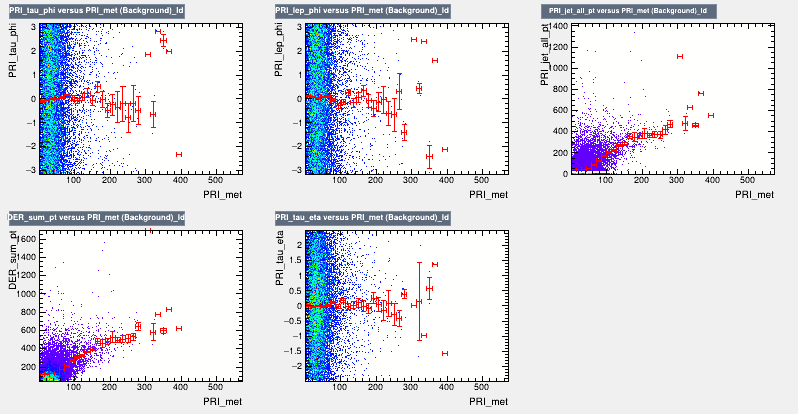 PRI_tau_phi versus PRI_met (Background)_Id
PRI_tau_phi
3
2
1
0
−1
−2
−3
100 200 300 400 500
PRI_met
PRI_lep_phi versus PRI_met (Background)_Id
PRI_lep_phi
3
2
1
0
−1
−2
−3
100 200 300 400 500
PRI_met
PRI_jet_all_pt versus PRI_met (Background)_Id
PRI_jet_all_pt
1400
1200
1000
800
600
400
200
0
100 200 300 400 500
PRI_met
DER_sum_pt versus PRI_met (Background)_Id
DER_sum_pt
1600
1400
1200
1000
800
600
400
200
0 100 200 300 400 500
PRI_met
PRI_tau_eta versus PRI_met (Background)_Id
PRI_tau_eta
2
1.5
1
0.5
0
−0.5
−1
−1.5
−2
100 200 300 400 500
PRI_met